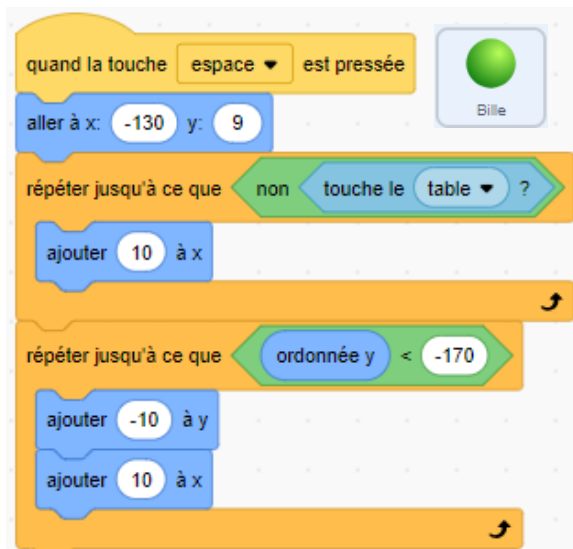 quand la touche espace est pressée
Bille
aller à x: -130 y: 9
répéter jusqu'à ce que non touche le table ?
ajouter 10 à x
répéter jusqu'à ce que ordonnée y < -170
ajouter -10 à y
ajouter 10 à x